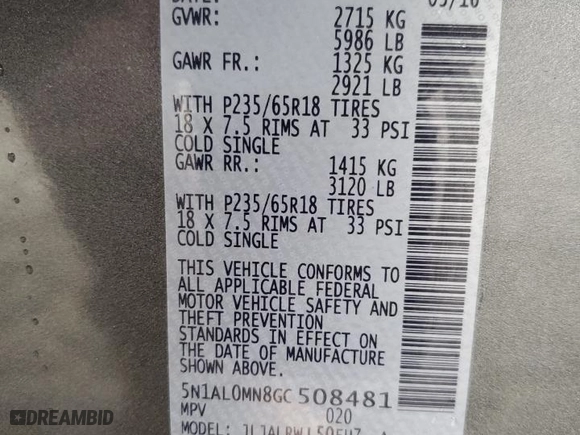 GVWR: 2715 KG
5986 LB
GAWR FR.: 1325 KG
2921 LB
WITH P235/65R18 TIRES
18 X 7.5 RIMS AT 33 PSI
COLD SINGLE
GAWR RR.: 1415 KG
3120 LB
WITH P235/65R18 TIRES
18 X 7.5 RIMS AT 33 PSI
COLD SINGLE
THIS VEHICLE CONFORMS TO
ALL APPLICABLE FEDERAL
MOTOR VEHICLE SAFETY AND
THEFT PREVENTION
STANDARDS IN EFFECT ON
THE DATE OF MANUFACTURE
SHOWN ABOVE.
5N1AL0MN8GC508481
MPV 020
MODEL:
DREAMBID